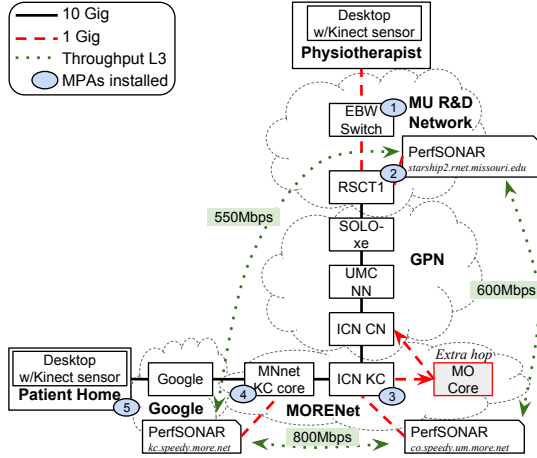 10 Gig
1 Gig
Throughput L3
MPAs installed
Desktop
w/Kinect sensor
Physiotherapist
1
EBW
Switch
MU R&D
Network
PerfSONAR
starship2.rnet.missouri.edu
2
RSCT1
550Mbps
SOLO-
xe
GPN
UMC
NN
600Mbps
ICN CN
Extra hop
Desktop
w/Kinect sensor
Patient Home
Google
MNnet
KC core
ICN KC
MO
Core
5
Google
4
MORENet
3
PerfSONAR
kc.speedy.more.net
800Mbps
PerfSONAR
co.speedy.um.more.net